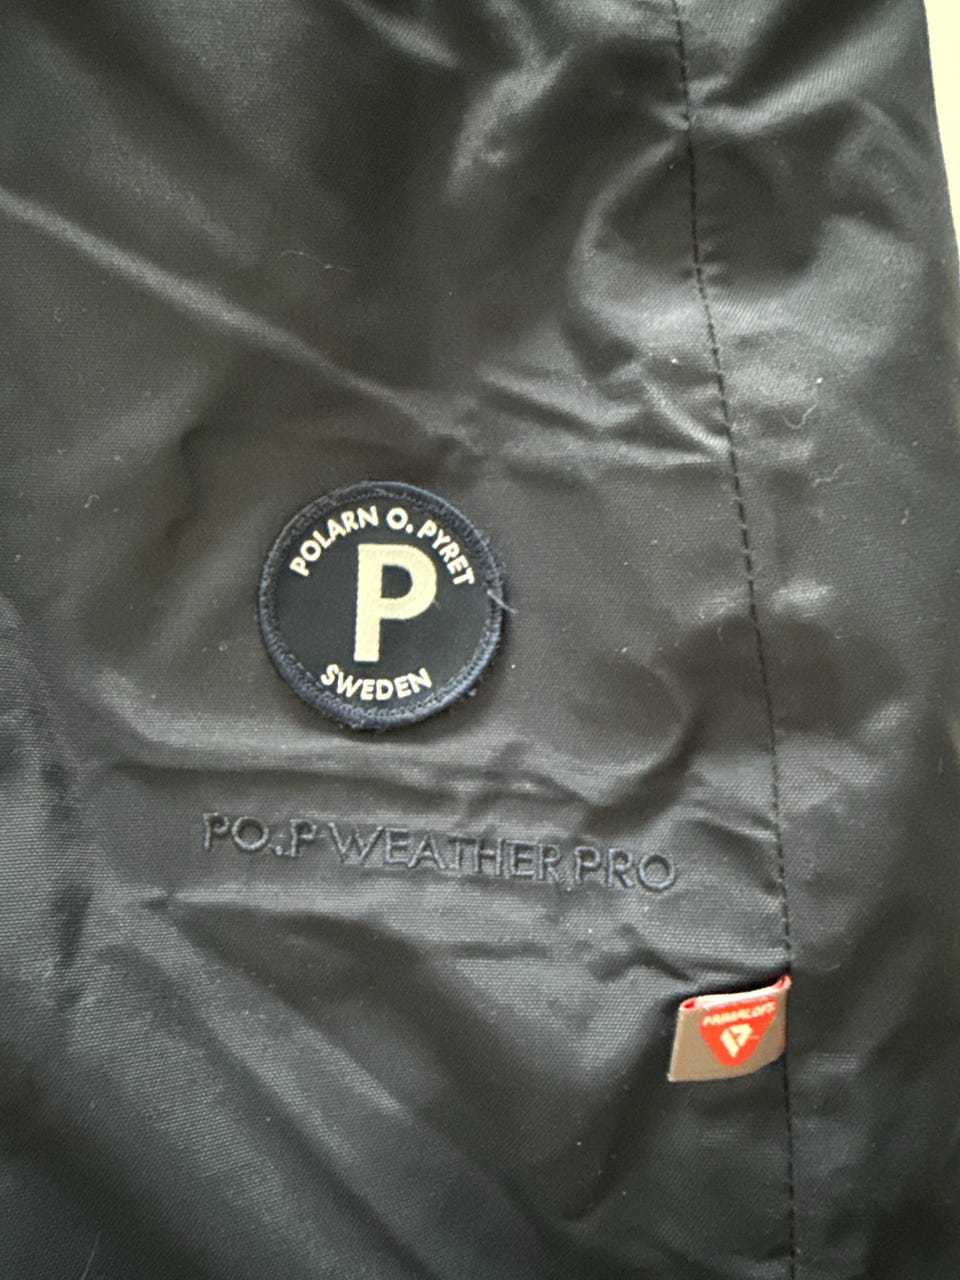 POLARN O. PYRET
P
SWEDEN
PO.P WEATHER PRO
PRIMALOFT